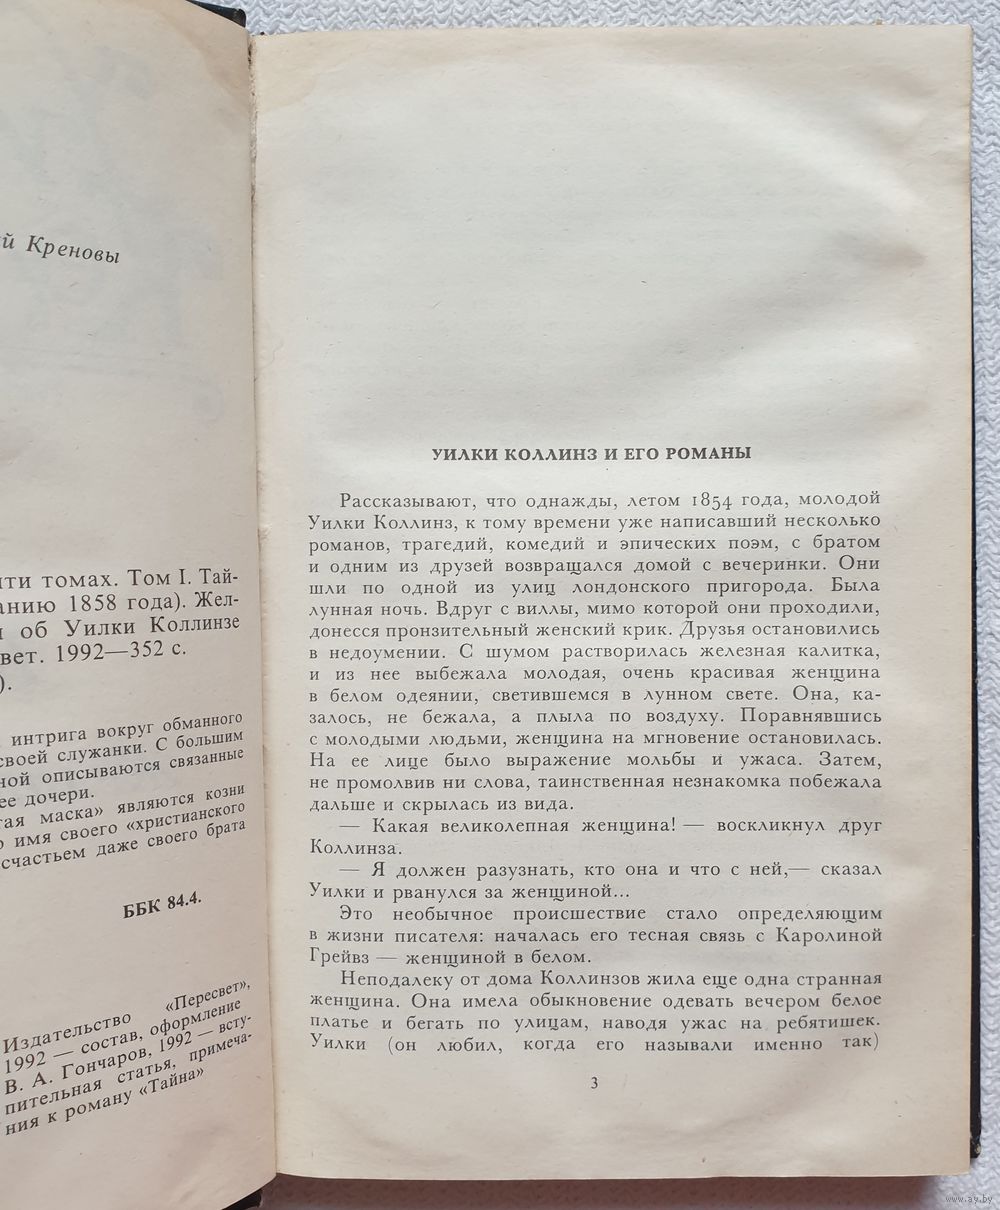 й Креновы
яти томах. Том I. Тай-
анию 1858 года). Жел-
об Уилки Коллинзе
вет. 1992—352 с.
).
интрига вокруг обманного
своей служанки. С большим
ной описываются связанные
ее дочери.
тая маска» являются козни
о имя своего «христианского
счастьем даже своего брата
ББК 84.4.
Издательство «Пересвет»,
1992 — состав, оформление
В. А. Гончаров, 1992 — всту-
пительная статья, примеча-
ния к роману «Тайна»
УИЛКИ КОЛЛИНЗ И ЕГО РОМАНЫ
Рассказывают, что однажды, летом 1854 года, молодой
Уилки Коллинз, к тому времени уже написавший несколько
романов, трагедий, комедий и эпических поэм, с братом
и одним из друзей возвращался домой с вечеринки. Они
шли по одной из улиц лондонского пригорода. Была
лунная ночь. Вдруг с виллы, мимо которой они проходили,
донесся пронзительный женский крик. Друзья остановились
в недоумении. С шумом растворилась железная калитка,
и из нее выбежала молодая, очень красивая женщина
в белом одеянии, светившемся в лунном свете. Она, ка-
залось, не бежала, а плыла по воздуху. Поравнявшись
с молодыми людьми, женщина на мгновение остановилась.
На ее лице было выражение мольбы и ужаса. Затем,
не промолвив ни слова, таинственная незнакомка побежала
дальше и скрылась из вида.
— Какая великолепная женщина! — воскликнул друг
Коллинза.
— Я должен разузнать, кто она и что с ней,— сказал
Уилки и рванулся за женщиной...
Это необычное происшествие стало определяющим
в жизни писателя: началась его тесная связь с Каролиной
Грейвз — женщиной в белом.
Неподалеку от дома Коллинзов жила еще одна странная
женщина. Она имела обыкновение одевать вечером белое
платье и бегать по улицам, наводя ужас на ребятишек.
Уилки (он любил, когда его называли именно так)
3
www.ay.by